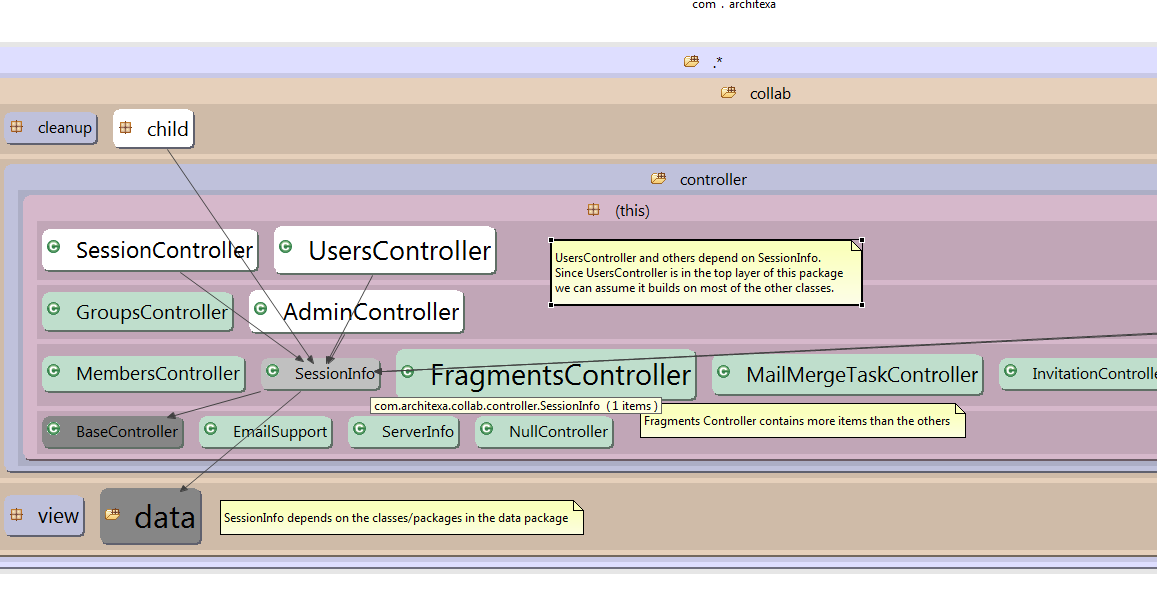 com . architexa
.*
collab
cleanup
child
controller
(this)
SessionController
UsersController
UsersController and others depend on SessionInfo.
Since UsersController is in the top layer of this package
we can assume it builds on most of the other classes.
GroupsController
AdminController
MembersController
SessionInfo
FragmentsController
MailMergeTaskController
InvitationControlle
com.architexa.collab.controller.SessionInfo (1 items)
Fragments Controller contains more items than the others
BaseController
EmailSupport
ServerInfo
NullController
view
data
SessionInfo depends on the classes/packages in the data package